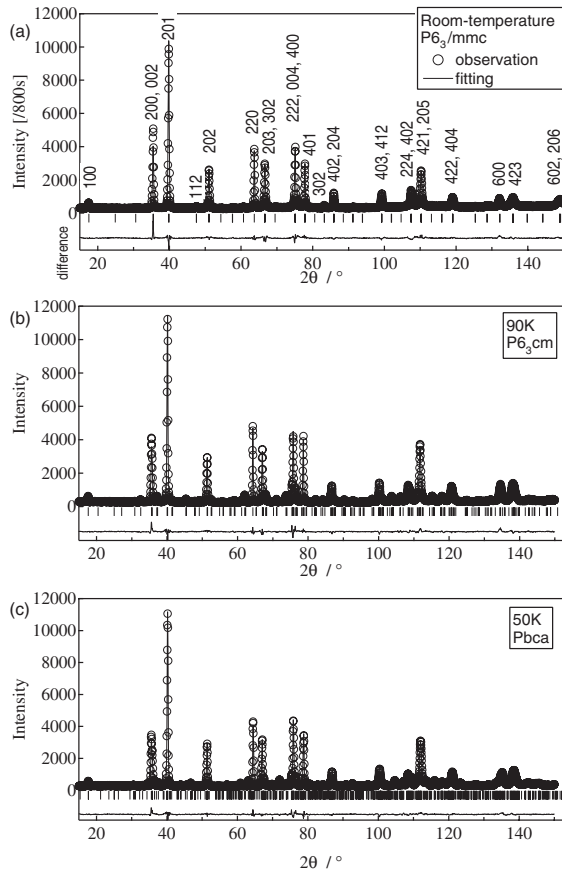 (a)
12000
10000
8000
6000
4000
2000
0
Intensity [/800s]
difference
100
200, 002
201
112
202
220
203, 302
222, 004, 400
401
302
402, 204
403, 412
224, 402
421, 205
422, 404
600
423
602, 206
Room-temperature
P6₃/mmc
observation
fitting
20 40 60 80 100 120 140
2θ / °
(b)
12000
10000
8000
6000
4000
2000
0
Intensity
90K
P6₃cm
20 40 60 80 100 120 140
2θ / °
(c)
12000
10000
8000
6000
4000
2000
0
Intensity
50K
Pbca
20 40 60 80 100 120 140
2θ / °